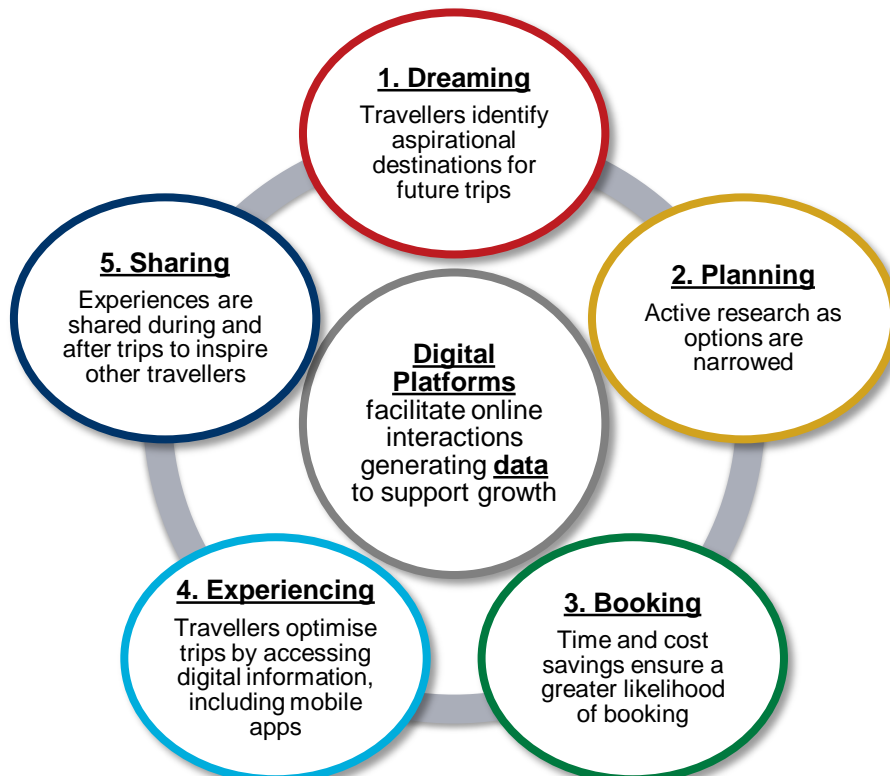 1. Dreaming
Travellers identify
aspirational
destinations for
future trips
2. Planning
Active research as
options are
narrowed
3. Booking
Time and cost
savings ensure a
greater likelihood
of booking
4. Experiencing
Travellers optimise
trips by accessing
digital information,
including mobile
apps
5. Sharing
Experiences are
shared during and
after trips to inspire
other travellers
Digital
Platforms
facilitate online
interactions
generating data
to support growth